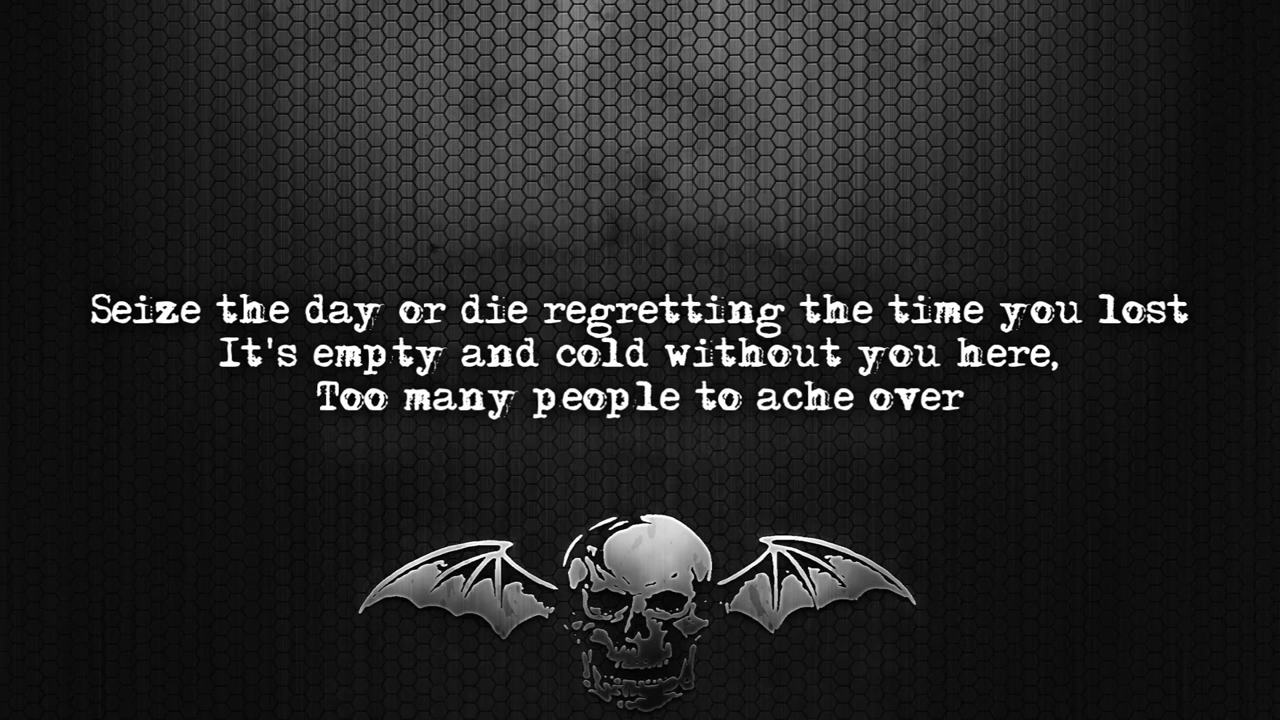 Seize the day or die regretting the time you lost
It's empty and cold without you here,
Too many people to ache over